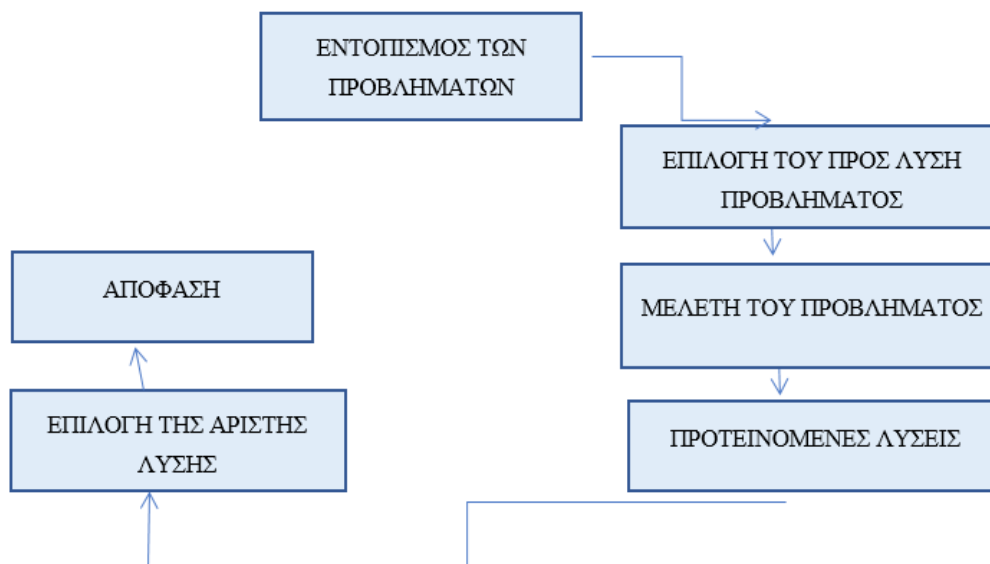 ΕΝΤΟΠΙΣΜΟΣ ΤΩΝ
ΠΡΟΒΛΗΜΑΤΩΝ
ΕΠΙΛΟΓΗ ΤΟΥ ΠΡΟΣ ΛΥΣΗ
ΠΡΟΒΛΗΜΑΤΟΣ
ΜΕΛΕΤΗ ΤΟΥ ΠΡΟΒΛΗΜΑΤΟΣ
ΠΡΟΤΕΙΝΟΜΕΝΕΣ ΛΥΣΕΙΣ
ΕΠΙΛΟΓΗ ΤΗΣ ΑΡΙΣΤΗΣ
ΛΥΣΗΣ
ΑΠΟΦΑΣΗ